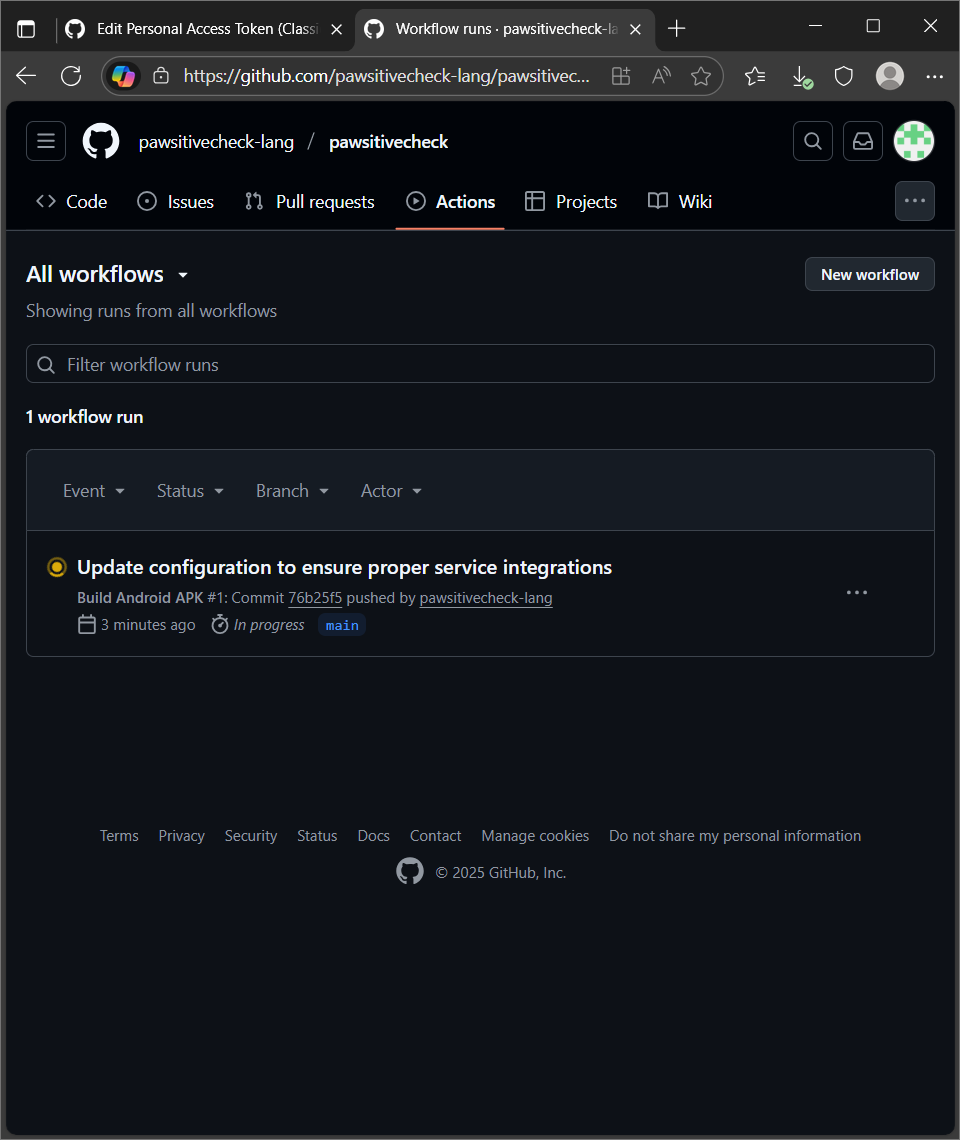 Edit Personal Access Token (Classi
Workflow runs · pawsitivecheck-la
https://github.com/pawsitivecheck-lang/pawsitivec...
pawsitivecheck-lang / pawsitivecheck
Code Issues Pull requests Actions Projects Wiki
All workflows
New workflow
Showing runs from all workflows
Filter workflow runs
1 workflow run
Event Status Branch Actor
Update configuration to ensure proper service integrations
Build Android APK #1: Commit 76b25f5 pushed by pawsitivecheck-lang
3 minutes ago In progress main
Terms Privacy Security Status Docs Contact Manage cookies Do not share my personal information
© 2025 GitHub, Inc.